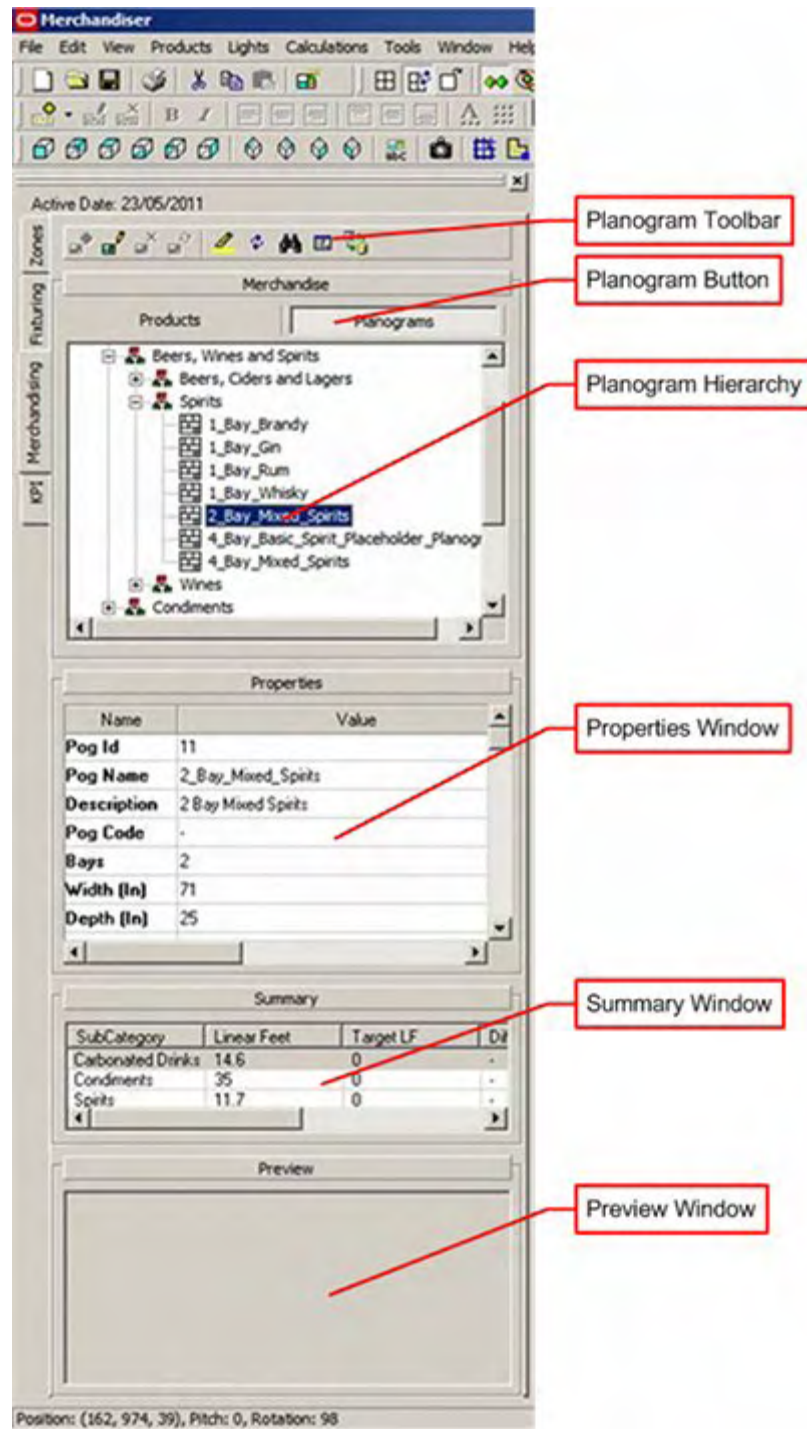 Merchandiser
File Edit View Products Lights Calculations Tools Window Help
B I
abc
Active Date: 23/05/2011
Planogram Toolbar
Zones
Fixturing
Merchandising
KPI
Merchandise
Planogram Button
Products Planograms
Beers, Wines and Spirits
Beers, Ciders and Lagers
Planogram Hierarchy
Spirits
1_Bay_Brandy
1_Bay_Gin
1_Bay_Rum
1_Bay_Whisky
2_Bay_Mixed_Spirits
4_Bay_Basic_Spirit_Placeholder_Planogr
4_Bay_Mixed_Spirits
Wines
Condiments
Properties
Name Value
Properties Window
Pog Id 11
Pog Name 2_Bay_Mixed_Spirits
Description 2 Bay Mixed Spirits
Pog Code -
Bays 2
Width (In) 71
Depth (In) 25
Summary
Summary Window
SubCategory Linear Feet Target LF Dif
Carbonated Drinks 14.6 0 -
Condiments 35 0 -
Spirits 11.7 0 -
Preview
Preview Window
Position: (162, 974, 39), Pitch: 0, Rotation: 98